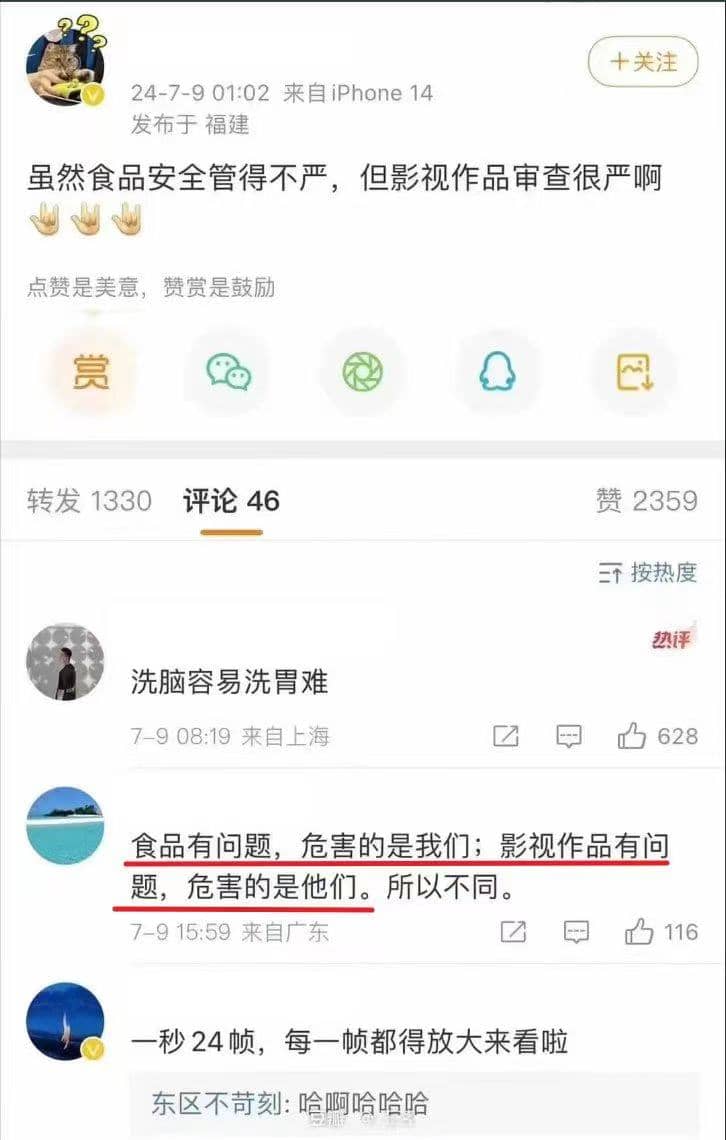 ???
+关注
24-7-9 01:02 来自iPhone 14
发布于 福建
虽然食品安全管得不严，但影视作品审查很严啊
点赞是美意，赞赏是鼓励
赏
转发 1330 评论 46 赞 2359
按热度
热评
洗脑容易洗胃难
7-9 08:19 来自上海 628
食品有问题，危害的是我们；影视作品有问
题，危害的是他们。所以不同。
7-9 15:59 来自广东 116
一秒24帧，每一帧都得放大来看啦
东区不苛刻: 哈啊哈哈哈
豆瓣